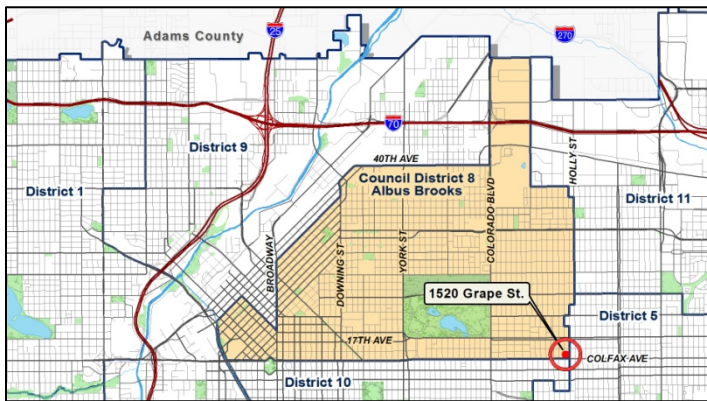 Adams County
25
270
70
District 9
District 1
40TH AVE
Council District 8
Albus Brooks
HOLLY ST
District 11
BROADWAY
DOWNING ST
YORK ST
COLORADO BLVD
1520 Grape St.
District 5
17TH AVE
COLFAX AVE
District 10